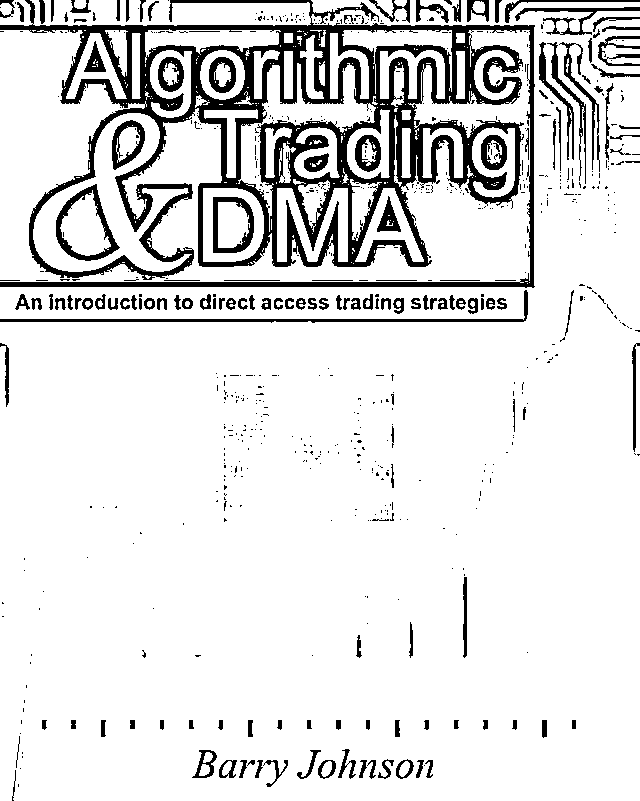 Algorithmic
Trading
& DMA
An introduction to direct access trading strategies
Barry Johnson